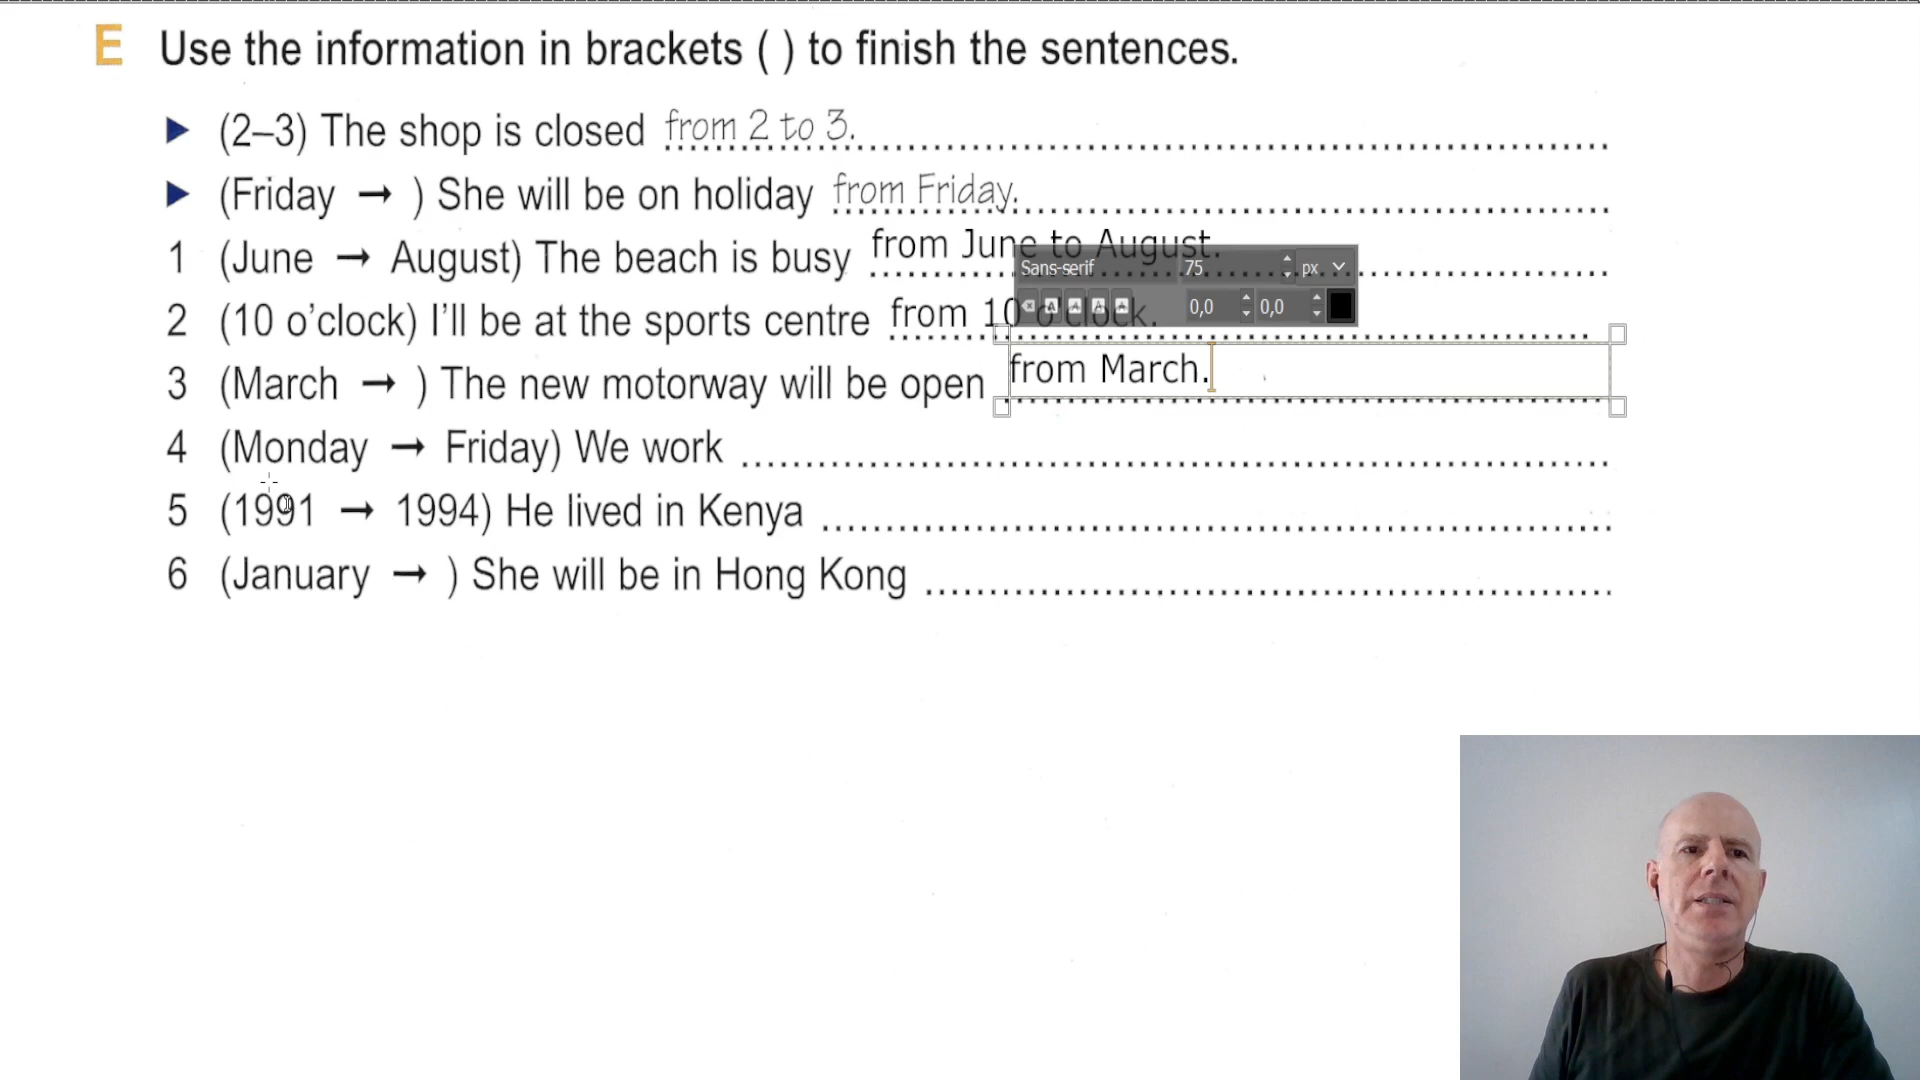 E Use the information in brackets ( ) to finish the sentences.
▶ (2–3) The shop is closed from 2 to 3.
▶ (Friday → ) She will be on holiday from Friday.
1 (June → August) The beach is busy from June to August.
Sans-serif 75 px
2 (10 o'clock) I'll be at the sports centre from 10 o'clock.
0,0 0,0
3 (March → ) The new motorway will be open from March.
4 (Monday → Friday) We work
5 (1991 → 1994) He lived in Kenya
6 (January → ) She will be in Hong Kong